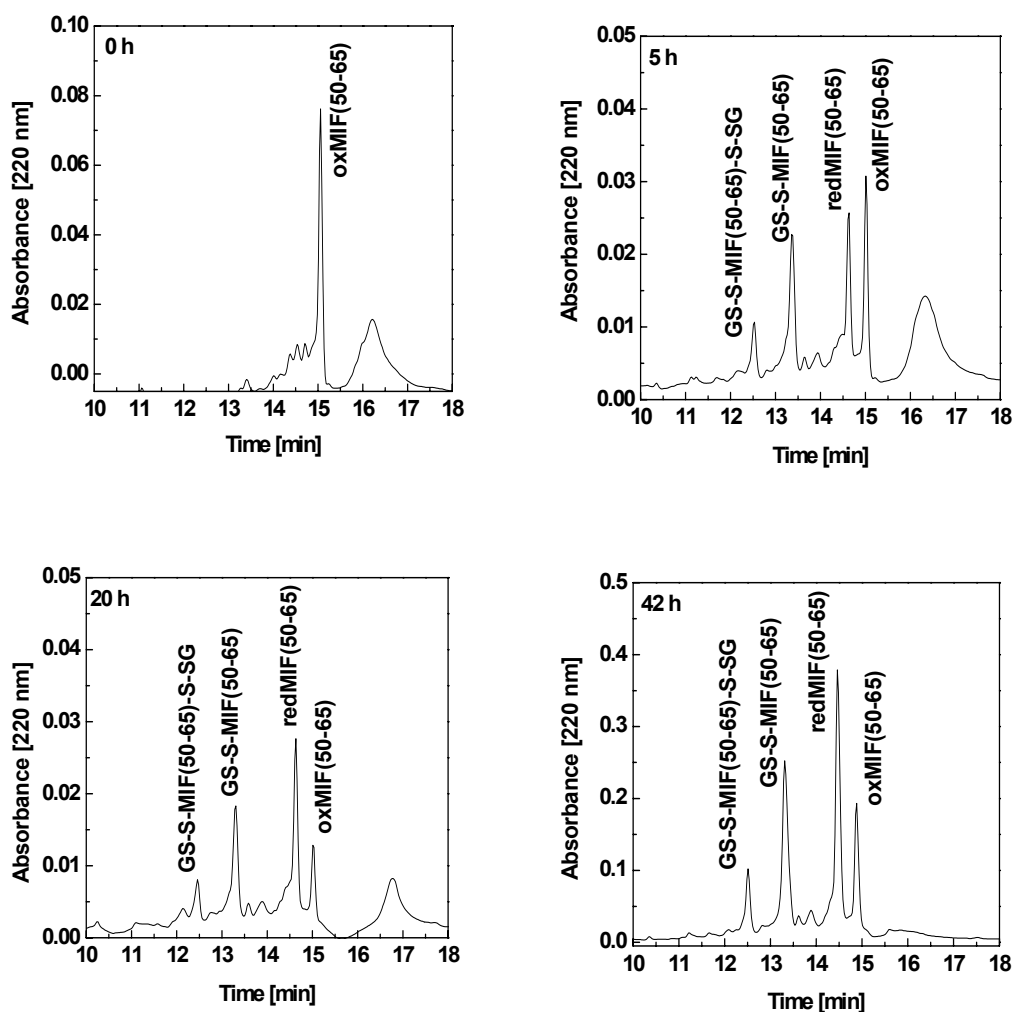 0 h
0.10
0.08
0.06
0.04
0.02
0.00
Absorbance [220 nm]
oxMIF(50-65)
10 11 12 13 14 15 16 17 18
Time [min]
5 h
0.05
0.04
0.03
0.02
0.01
0.00
Absorbance [220 nm]
GS-S-MIF(50-65)-S-SG
GS-S-MIF(50-65)
redMIF(50-65)
oxMIF(50-65)
10 11 12 13 14 15 16 17 18
Time [min]
20 h
0.05
0.04
0.03
0.02
0.01
0.00
Absorbance [220 nm]
GS-S-MIF(50-65)-S-SG
GS-S-MIF(50-65)
redMIF(50-65)
oxMIF(50-65)
10 11 12 13 14 15 16 17 18
Time [min]
42 h
0.5
0.4
0.3
0.2
0.1
0.0
Absorbance [220 nm]
GS-S-MIF(50-65)-S-SG
GS-S-MIF(50-65)
redMIF(50-65)
oxMIF(50-65)
10 11 12 13 14 15 16 17 18
Time [min]